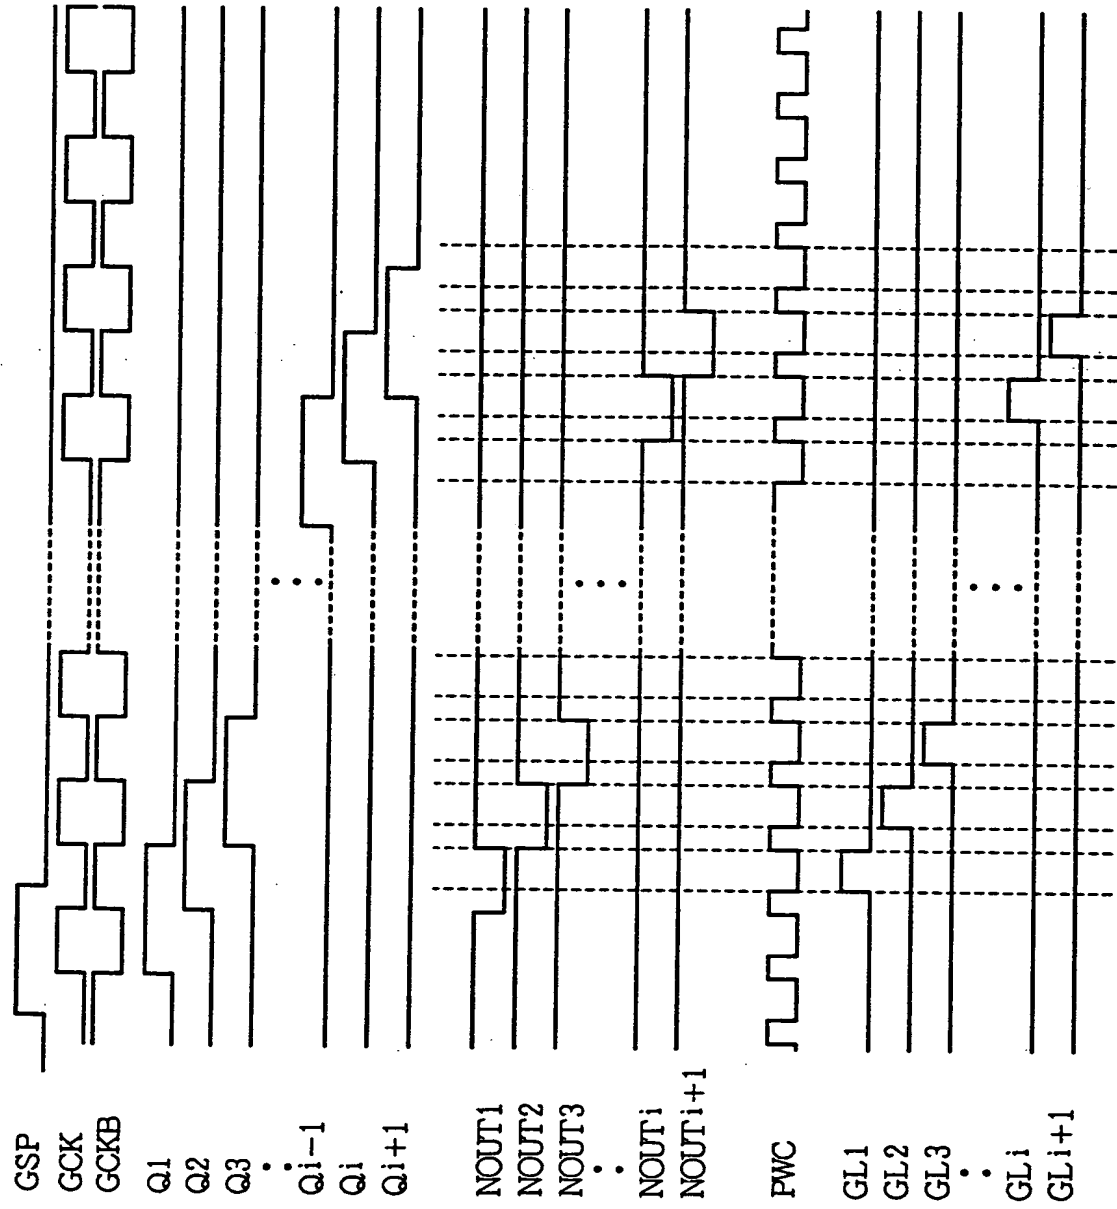 GSP
GCK
GCKB
Q1
Q2
Q3
Qi-1
Qi
Qi+1
NOUT1
NOUT2
NOUT3
NOUTi
NOUTi+1
PWC
GL1
GL2
GL3
GLi
GLi+1